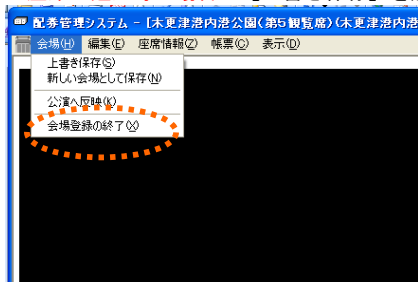 配券管理システム - [木更津港内港公園(第5観覧席)(木更津港内港
会場(H) 編集(E) 座席情報(Z) 帳票(C) 表示(D)
上書き保存(S)
新しい会場として保存(N)
公演へ反映(K)
会場登録の終了(X)